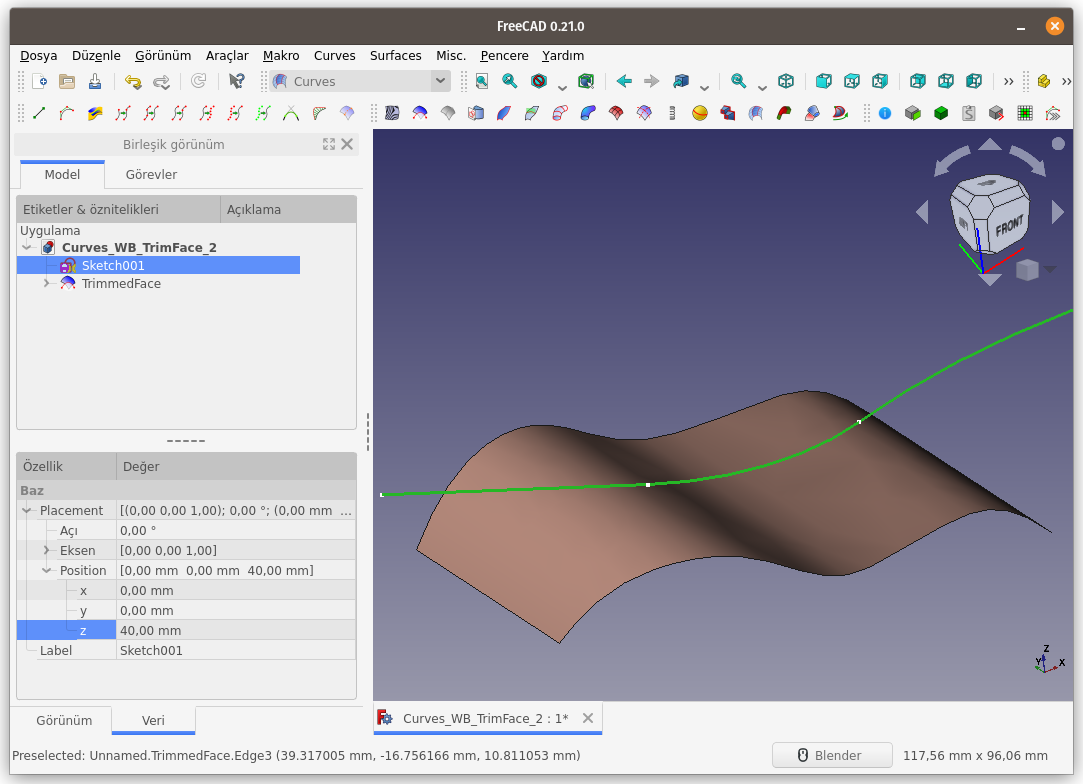 FreeCAD 0.21.0
Dosya Düzenle Görünüm Araçlar Makro Curves Surfaces Misc. Pencere Yardım
Curves
Birleşik görünüm
Model Görevler
Etiketler & öznitelikleri Açıklama
Uygulama
Curves_WB_TrimFace_2
Sketch001
TrimmedFace
FRONT
Özellik Değer
Baz
Placement [(0,00 0,00 1,00); 0,00 °; (0,00 mm ...
Açı 0,00 °
Eksen [0,00 0,00 1,00]
Position [0,00 mm 0,00 mm 40,00 mm]
x 0,00 mm
y 0,00 mm
z 40,00 mm
Label Sketch001
Z
Y X
Görünüm Veri
Curves_WB_TrimFace_2 : 1*
Preselected: Unnamed.TrimmedFace.Edge3 (39.317005 mm, -16.756166 mm, 10.811053 mm) Blender 117,56 mm x 96,06 mm